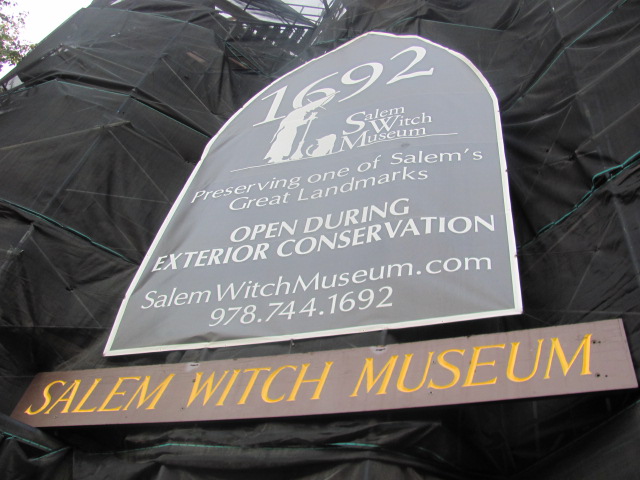 1692
Salem
Witch
Museum
Preserving one of Salem's
Great Landmarks
OPEN DURING
EXTERIOR CONSERVATION
SalemWitchMuseum.com
978.744.1692
SALEM WITCH MUSEUM